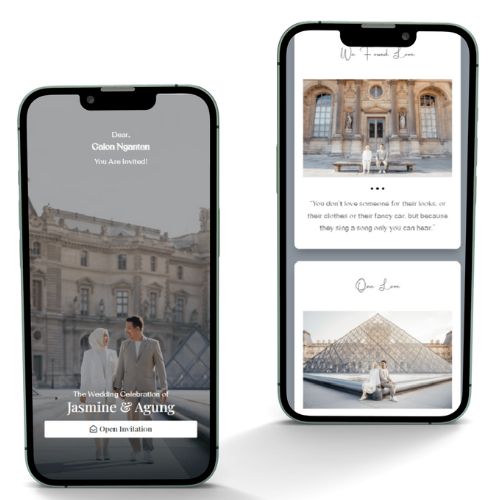 Dear,
Calon Nganten
You Are Invited!
The Wedding Celebration of
Jasmine & Agung
Open Invitation
We Found Love
"You don't love someone for their looks, or
their clothes or their fancy car, but because
they sing a song only you can hear."
One Love